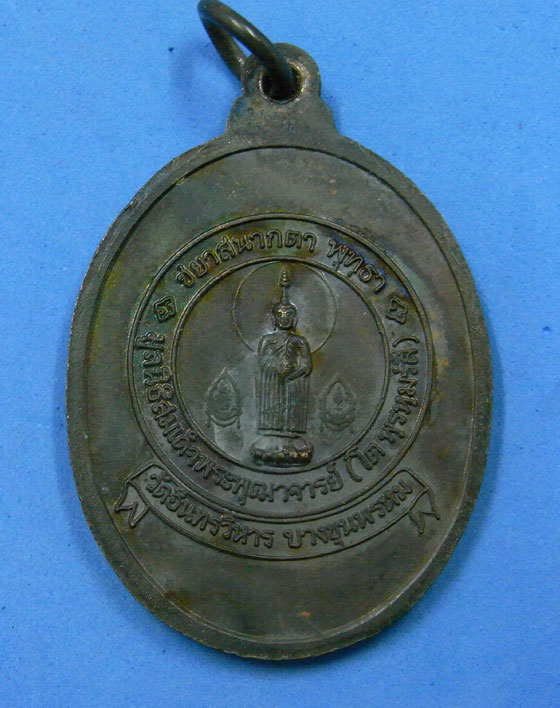 ๒ ชยาสนากตา พุทธา ๒
มูลนิธิสมเด็จพระพุฒาจารย์ (โต พฺรหฺมรํสี)
วัดอินทรวิหาร บางขุนพรหม